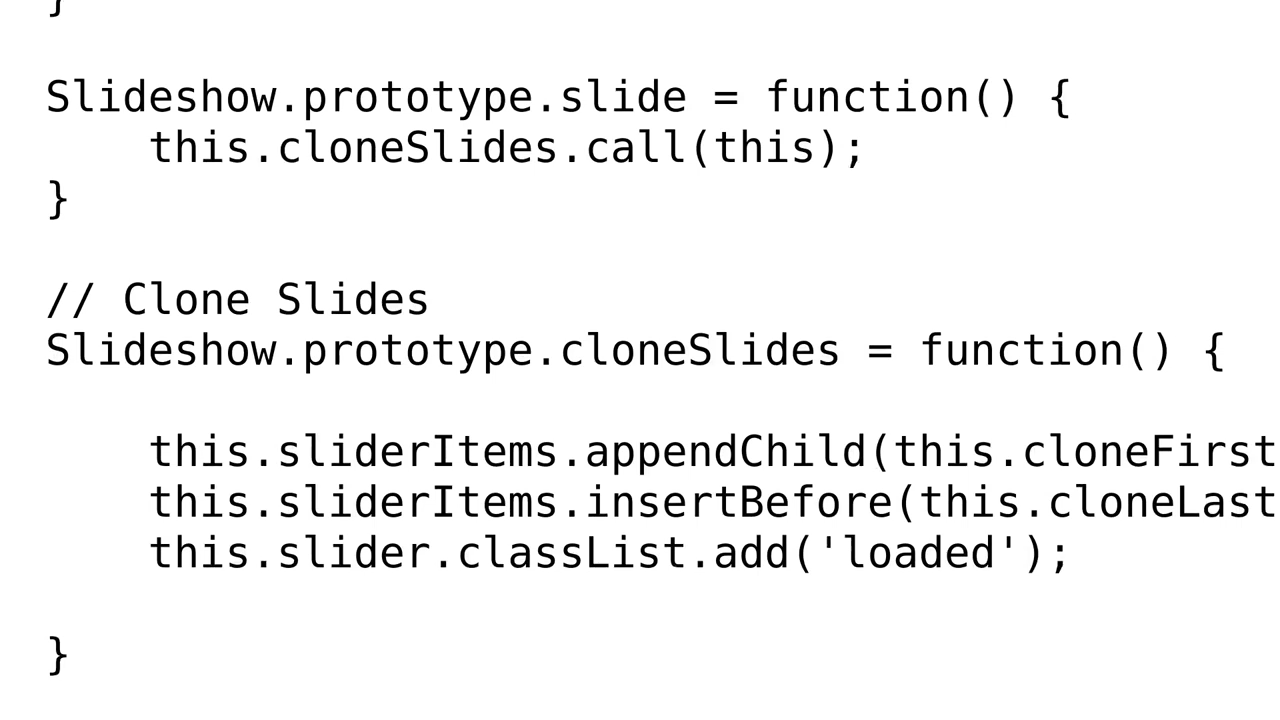 }
Slideshow.prototype.slide = function() {
    this.cloneSlides.call(this);
}
// Clone Slides
Slideshow.prototype.cloneSlides = function() {
    this.sliderItems.appendChild(this.cloneFirst
    this.sliderItems.insertBefore(this.cloneLast
    this.slider.classList.add('loaded');
}